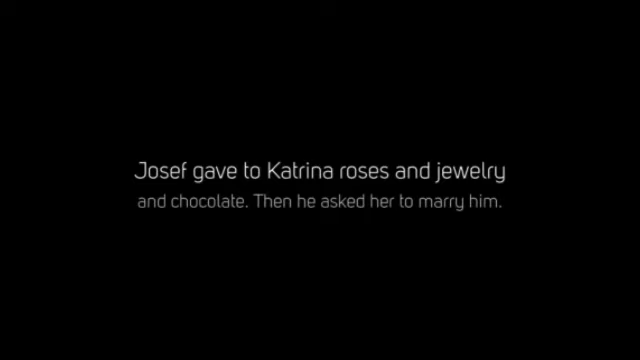 Josef gave to Katrina roses and jewelry
and chocolate. Then he asked her to marry him.